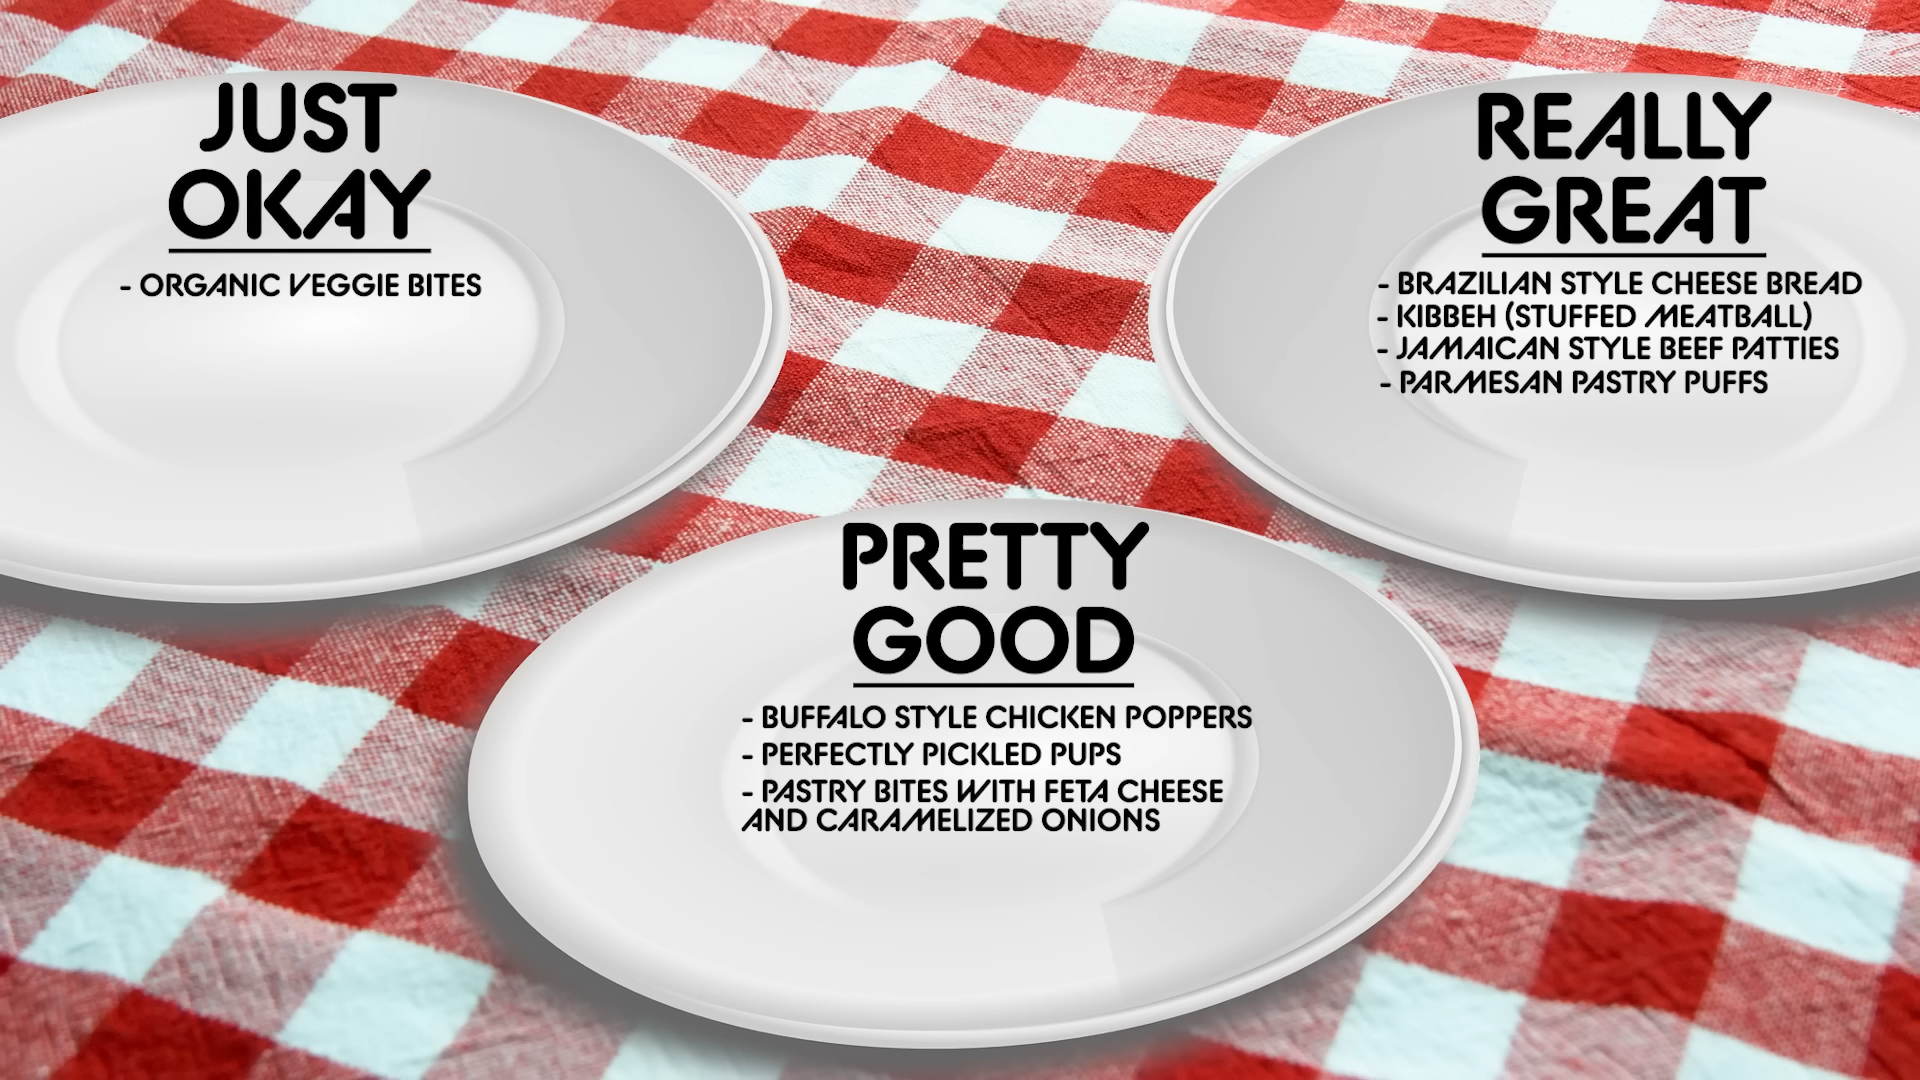 JUST
OKAY
- ORGANIC VEGGIE BITES
REALLY
GREAT
- BRAZILIAN STYLE CHEESE BREAD
- KIBBEH (STUFFED MEATBALL)
- JAMAICAN STYLE BEEF PATTIES
- PARMESAN PASTRY PUFFS
PRETTY
GOOD
- BUFFALO STYLE CHICKEN POPPERS
- PERFECTLY PICKLED PUPS
- PASTRY BITES WITH FETA CHEESE
AND CARAMELIZED ONIONS